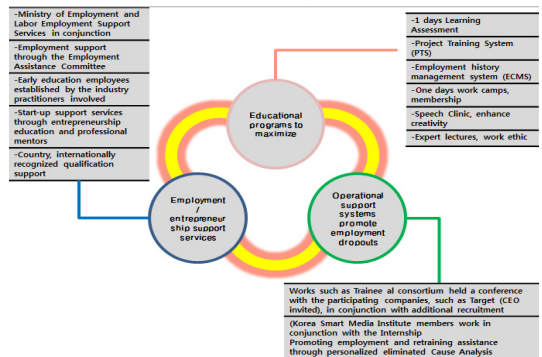 -Ministry of Employment and
Labor Employment Support
Services in conjunction
-Employment support
through the Employment
Assistance Committee
-Early education employees
established by the industry
practitioners involved
-Start-up support services
through entrepreneurship
education and professional
mentors
-Country, internationally
recognized qualification
support
-1 days Learning
Assessment
-Project Training System
(PTS)
-Employment history
management system (ECMS)
-One days work camps,
membership
-Speech Clinic, enhance
creativity
-Expert lectures, work ethic
Educational
programs to
maximize
Employment
/
entrepreneur
ship support
services
Operational
support
systems
promote
employment
dropouts
Works such as Trainee al consortium held a conference
with the participating companies, such as Target (CEO
invited), in conjunction with additional recruitment
(Korea Smart Media Institute members work in
conjunction with the Internship
Promoting employment and retraining assistance
through personalized eliminated Cause Analysis